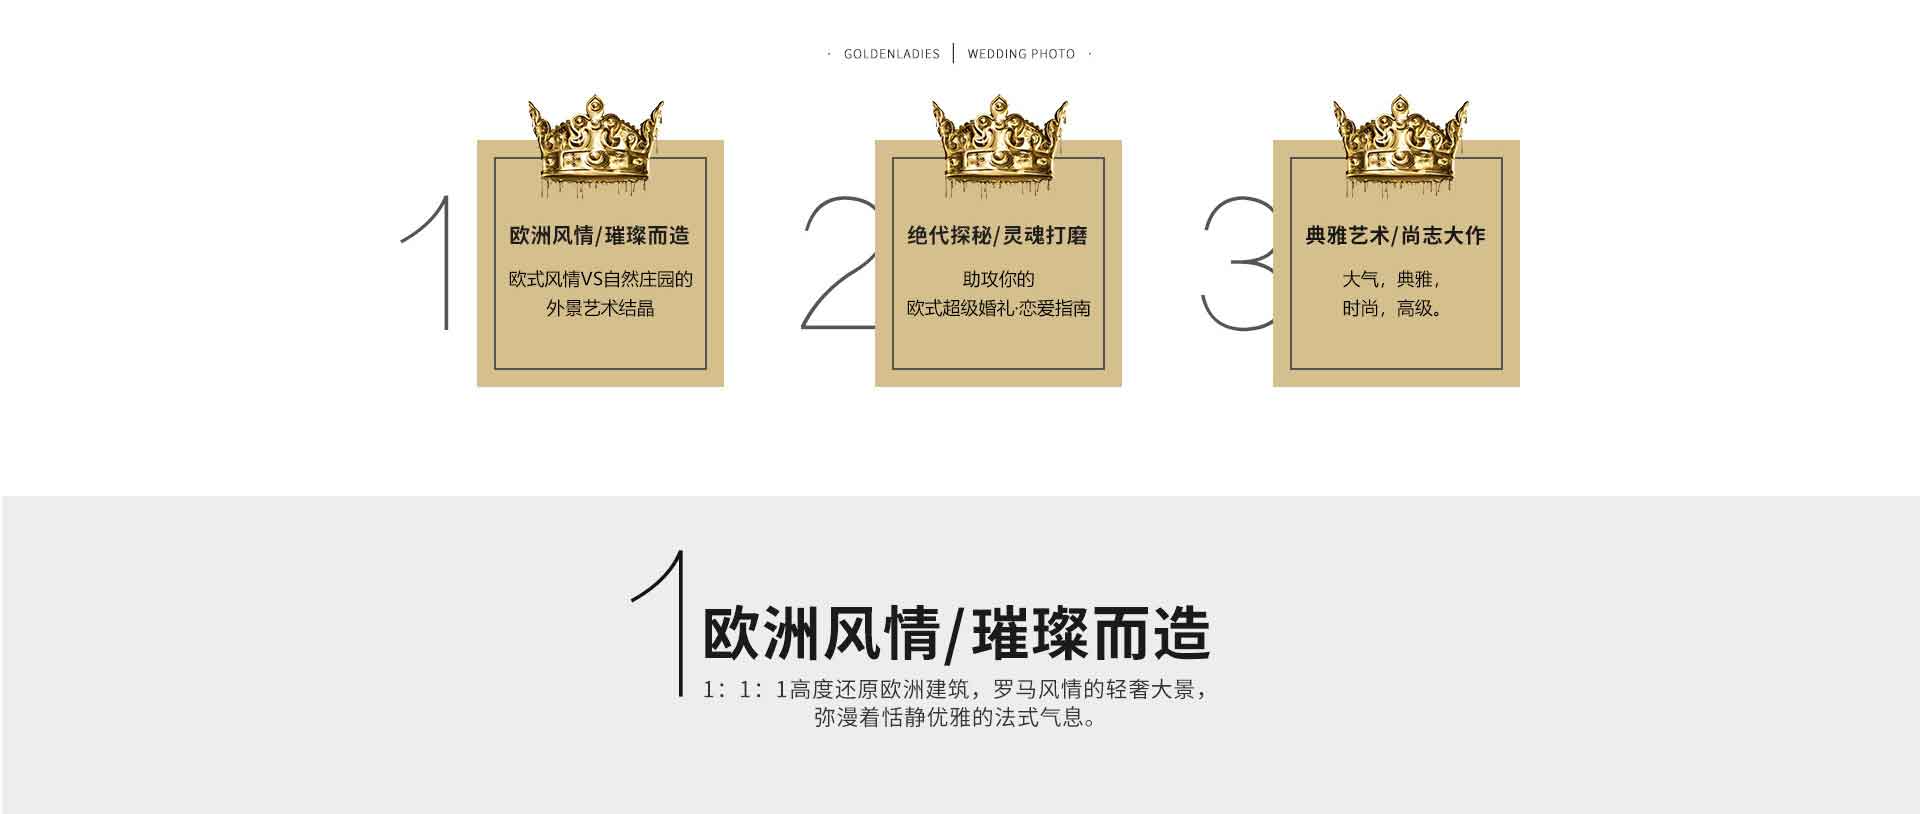 · GOLDENLADIES | WEDDING PHOTO ·
1
欧洲风情/璀璨而造
欧式风情VS自然庄园的
外景艺术结晶
2
绝代探秘/灵魂打磨
助攻你的
欧式超级婚礼·恋爱指南
3
典雅艺术/尚志大作
大气，典雅，
时尚，高级。
1
欧洲风情/璀璨而造
1：1：1高度还原欧洲建筑，罗马风情的轻奢大景，
弥漫着恬静优雅的法式气息。